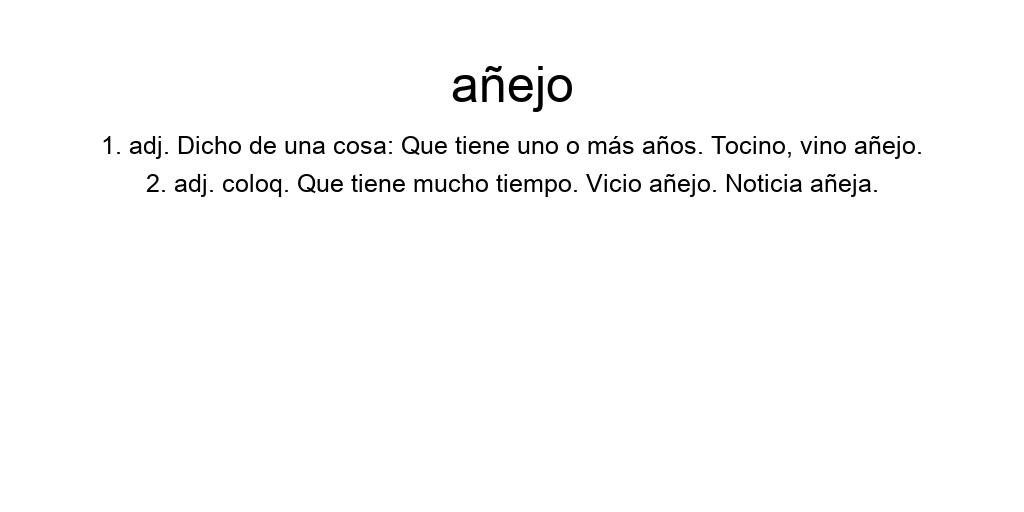 añejo
1. adj. Dicho de una cosa: Que tiene uno o más años. Tocino, vino añejo.
2. adj. coloq. Que tiene mucho tiempo. Vicio añejo. Noticia añeja.